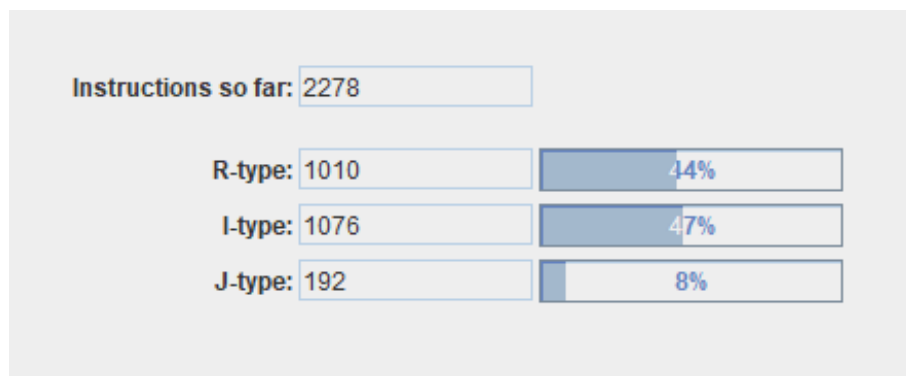 Instructions so far: 2278
R-type: 1010 44%
I-type: 1076 47%
J-type: 192 8%